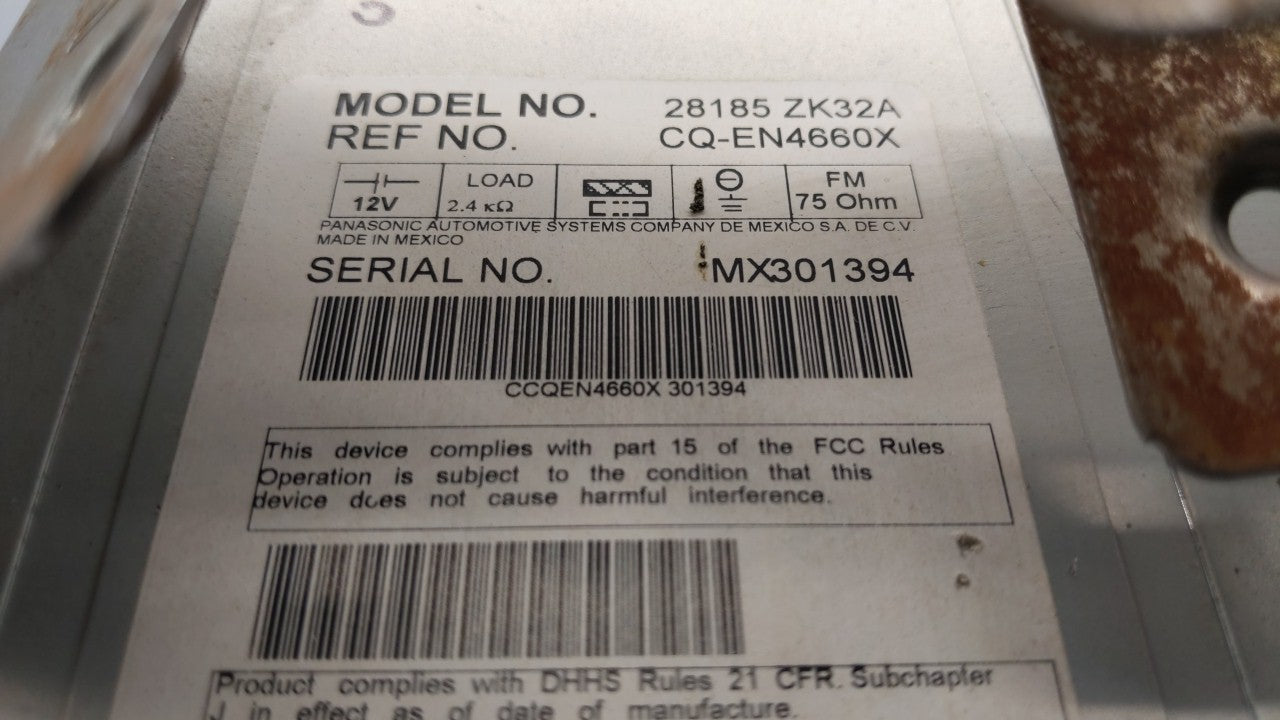 MODEL NO. 28185 ZK32A
REF NO. CQ-EN4660X
12V LOAD 2.4 κΩ FM 75 Ohm
PANASONIC AUTOMOTIVE SYSTEMS COMPANY DE MEXICO S.A. DE C.V.
MADE IN MEXICO
SERIAL NO. MX301394
CCQEN4660X 301394
This device complies with part 15 of the FCC Rules
Operation is subject to the condition that this
device does not cause harmful interference.
Product complies with DHHS Rules 21 CFR. Subchapter
J in effect as of date of manufacture.